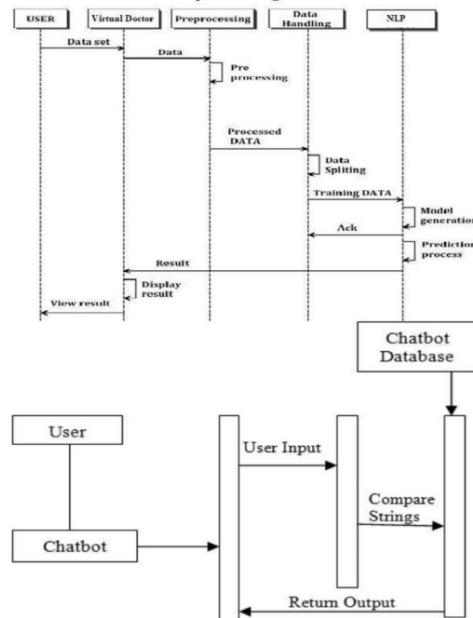 USER
Virtual Doctor
Preprocessing
Data
Handling
NLP
Data set
Data
Pre
processing
Processed
DATA
Data
Spliting
Training DATA
Model
generation
Ack
Prediction
process
Result
Display
result
View result
Chatbot
Database
User
User Input
Compare
Strings
Chatbot
Return Output